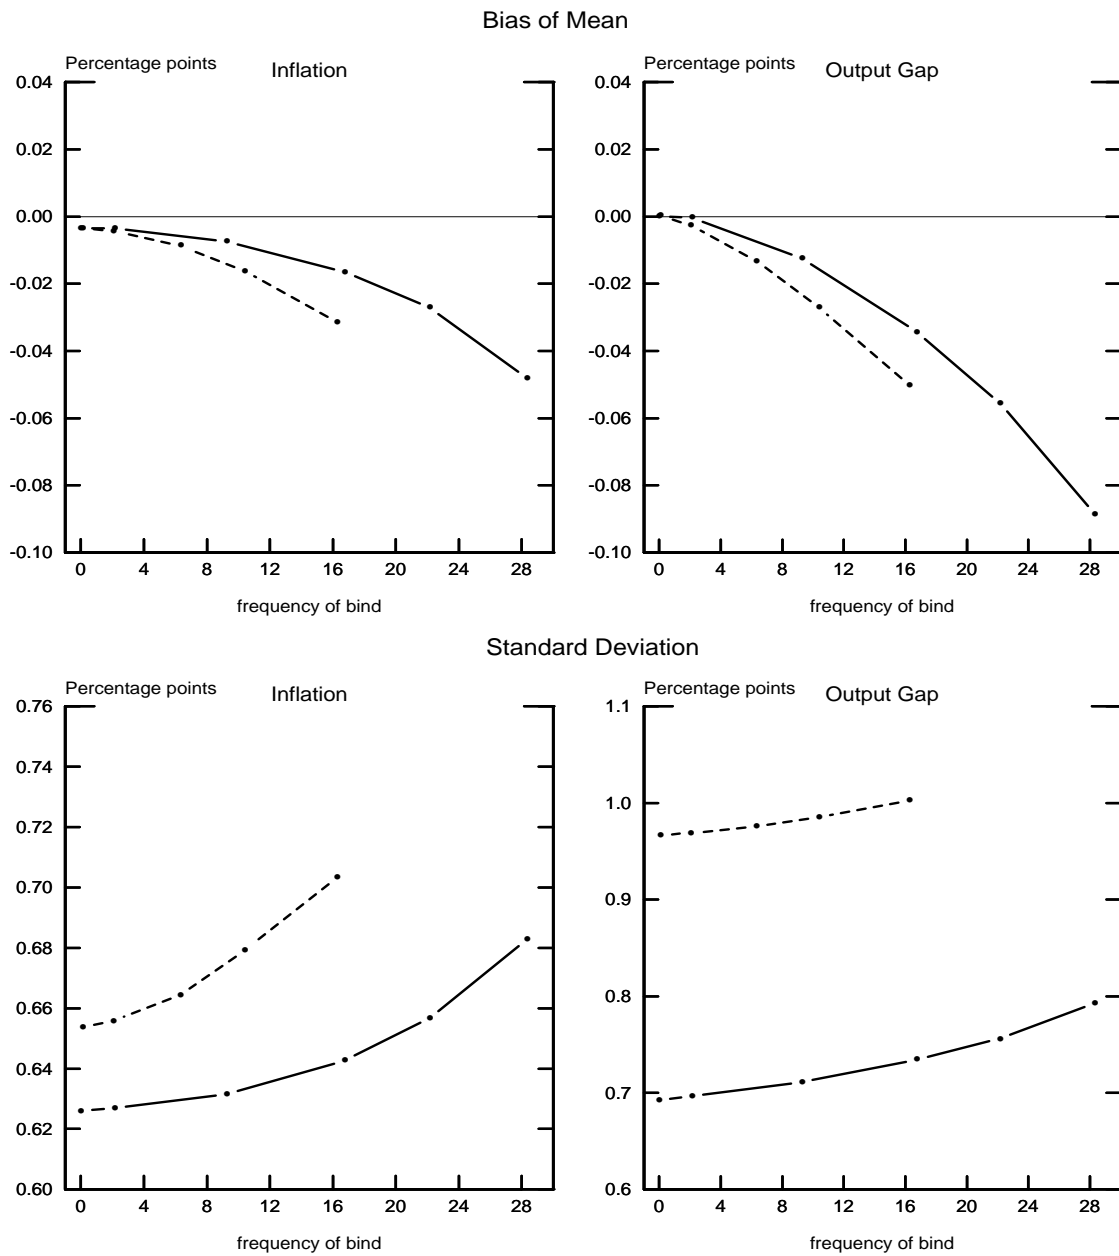 Bias of Mean
Percentage points
Inflation
0.04
0.02
0.00
-0.02
-0.04
-0.06
-0.08
-0.10
0 4 8 12 16 20 24 28
frequency of bind
Percentage points
Output Gap
0.04
0.02
0.00
-0.02
-0.04
-0.06
-0.08
-0.10
0 4 8 12 16 20 24 28
frequency of bind
Standard Deviation
Percentage points
Inflation
0.76
0.74
0.72
0.70
0.68
0.66
0.64
0.62
0.60
0 4 8 12 16 20 24 28
frequency of bind
Percentage points
Output Gap
1.1
1.0
0.9
0.8
0.7
0.6
0 4 8 12 16 20 24 28
frequency of bind